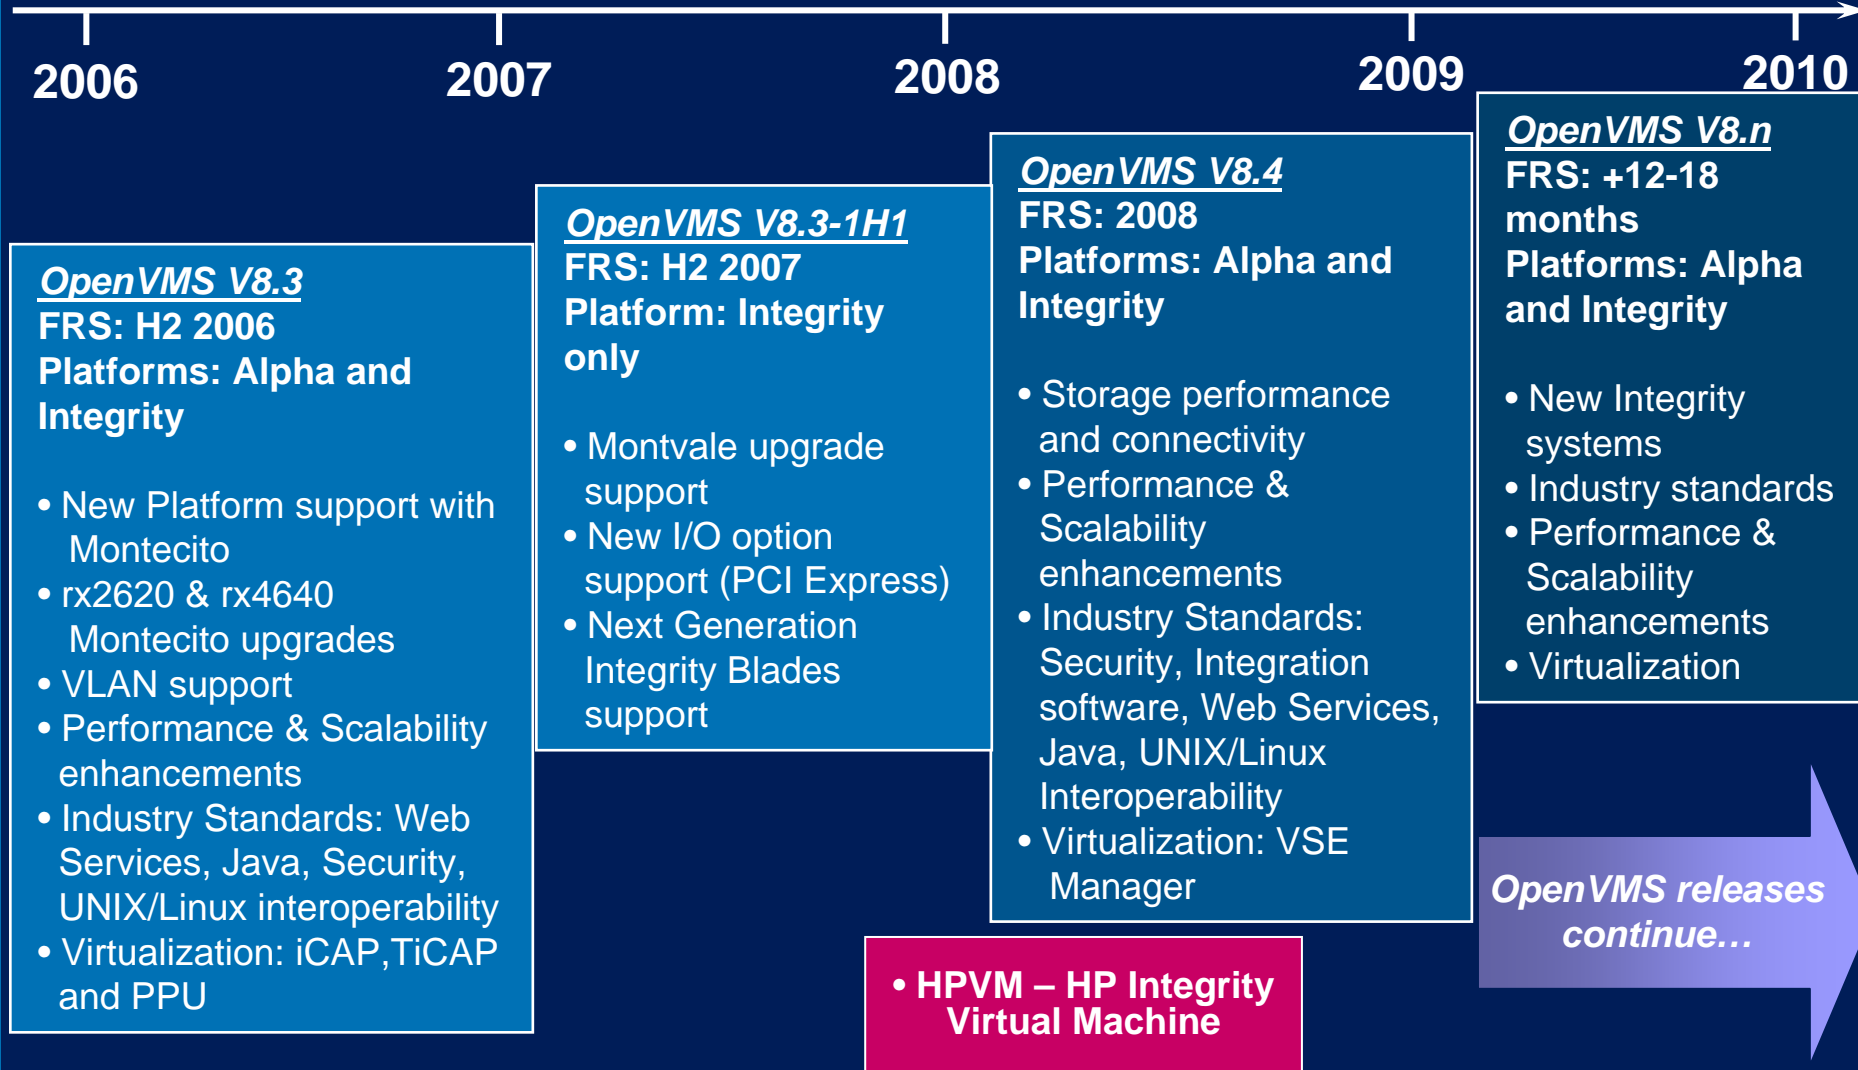 2006 2007 2008 2009 2010
OpenVMS V8.3
FRS: H2 2006
Platforms: Alpha and
Integrity
• New Platform support with
Montecito
• rx2620 & rx4640
Montecito upgrades
• VLAN support
• Performance & Scalability
enhancements
• Industry Standards: Web
Services, Java, Security,
UNIX/Linux interoperability
• Virtualization: iCAP,TiCAP
and PPU
OpenVMS V8.3-1H1
FRS: H2 2007
Platform: Integrity
only
• Montvale upgrade
support
• New I/O option
support (PCI Express)
• Next Generation
Integrity Blades
support
OpenVMS V8.4
FRS: 2008
Platforms: Alpha and
Integrity
• Storage performance
and connectivity
• Performance &
Scalability
enhancements
• Industry Standards:
Security, Integration
software, Web Services,
Java, UNIX/Linux
Interoperability
• Virtualization: VSE
Manager
• HPVM – HP Integrity
Virtual Machine
OpenVMS V8.n
FRS: +12-18
months
Platforms: Alpha
and Integrity
• New Integrity
systems
• Industry standards
• Performance &
Scalability
enhancements
• Virtualization
OpenVMS releases
continue…